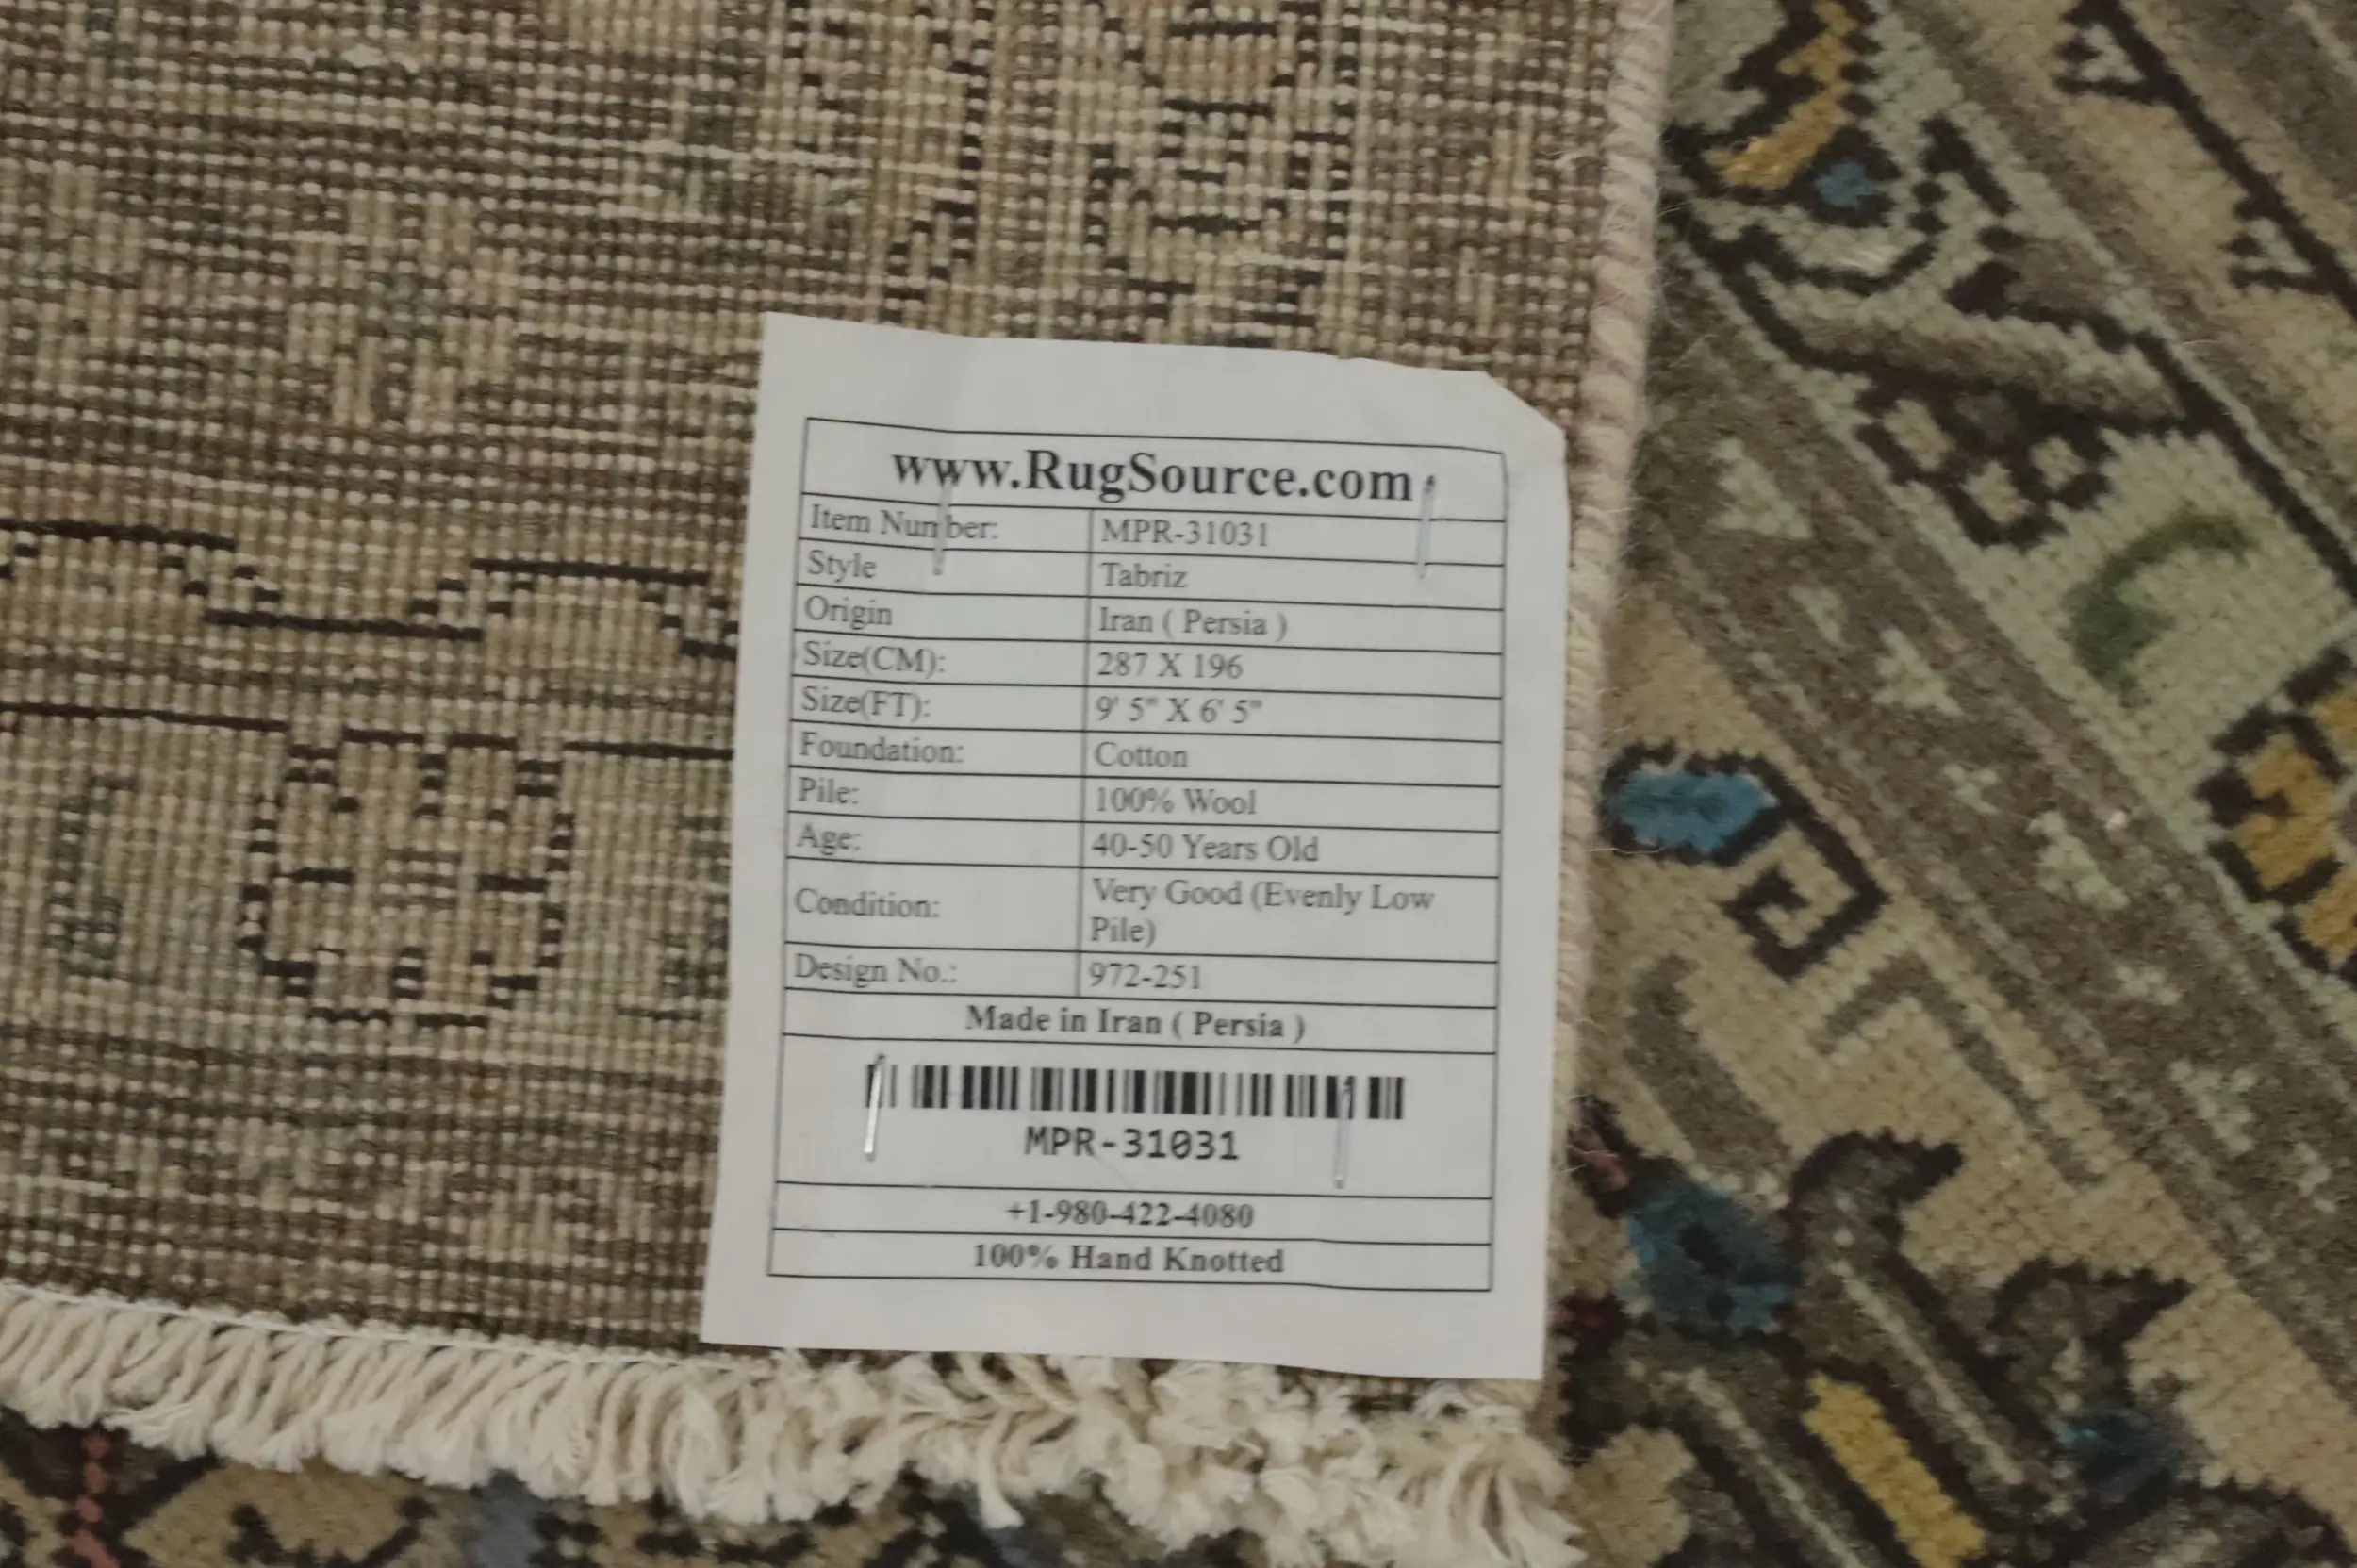 www.RugSource.com
Item Number: MPR-31031
Style Tabriz
Origin Iran ( Persia )
Size(CM): 287 X 196
Size(FT): 9' 5" X 6' 5"
Foundation: Cotton
Pile: 100% Wool
Age: 40-50 Years Old
Condition: Very Good (Evenly Low
Pile)
Design No.: 972-251
Made in Iran ( Persia )
MPR-31031
+1-980-422-4080
100% Hand Knotted